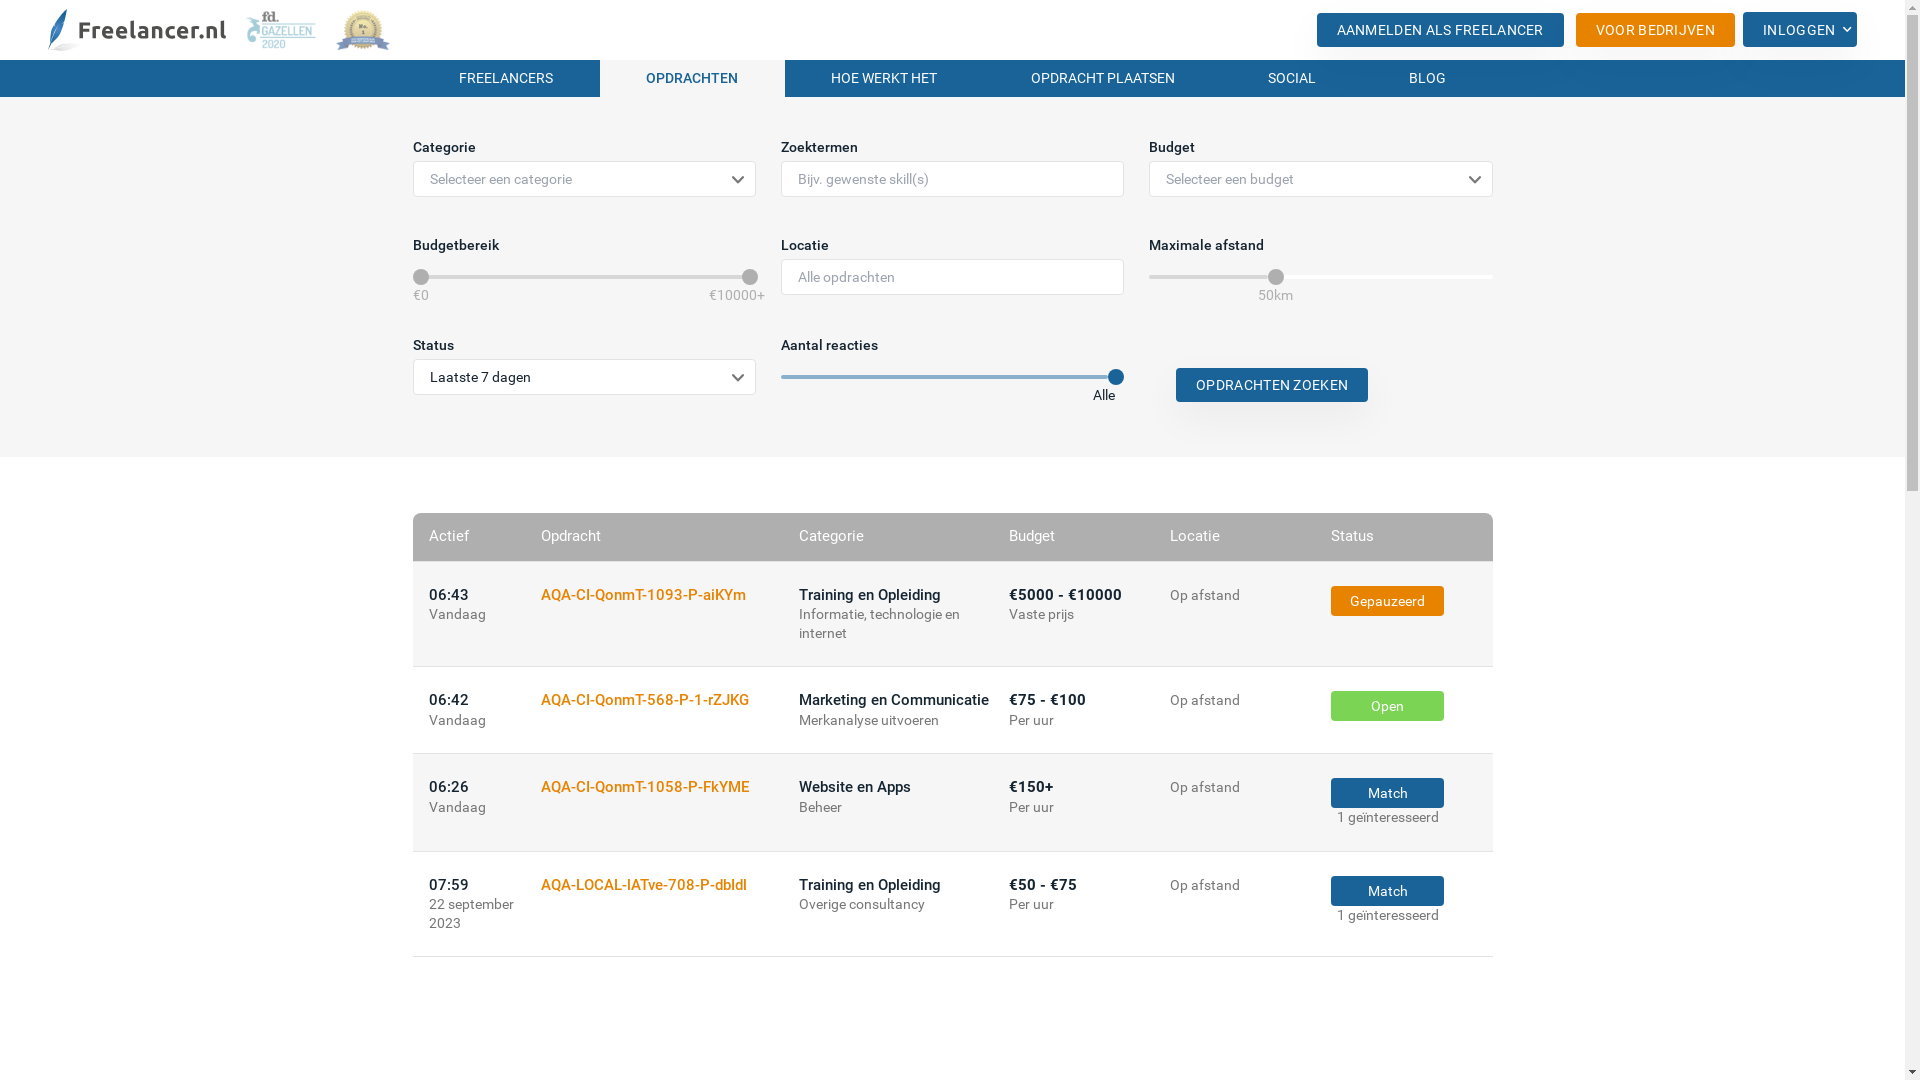 Freelancer.nl
fd.
GAZELLEN
2020
AANMELDEN ALS FREELANCER
VOOR BEDRIJVEN
INLOGGEN
FREELANCERS
OPDRACHTEN
HOE WERKT HET
OPDRACHT PLAATSEN
SOCIAL
BLOG
Categorie
Zoektermen
Budget
Selecteer een categorie
Bijv. gewenste skill(s)
Selecteer een budget
Budgetbereik
Locatie
Maximale afstand
Alle opdrachten
€0
€10000+
50km
Status
Aantal reacties
Laatste 7 dagen
Alle
OPDRACHTEN ZOEKEN
Actief
Opdracht
Categorie
Budget
Locatie
Status
06:43
Vandaag
AQA-CI-QonmT-1093-P-aiKYm
Training en Opleiding
Informatie, technologie en
internet
€5000 - €10000
Vaste prijs
Op afstand
Gepauzeerd
06:42
Vandaag
AQA-CI-QonmT-568-P-1-rZJKG
Marketing en Communicatie
Merkanalyse uitvoeren
€75 - €100
Per uur
Op afstand
Open
06:26
Vandaag
AQA-CI-QonmT-1058-P-FkYME
Website en Apps
Beheer
€150+
Per uur
Op afstand
Match
1 geïnteresseerd
07:59
22 september
2023
Training en Opleiding
Overige consultancy
€50 - €75
Per uur
Op afstand
Match
1 geïnteresseerd